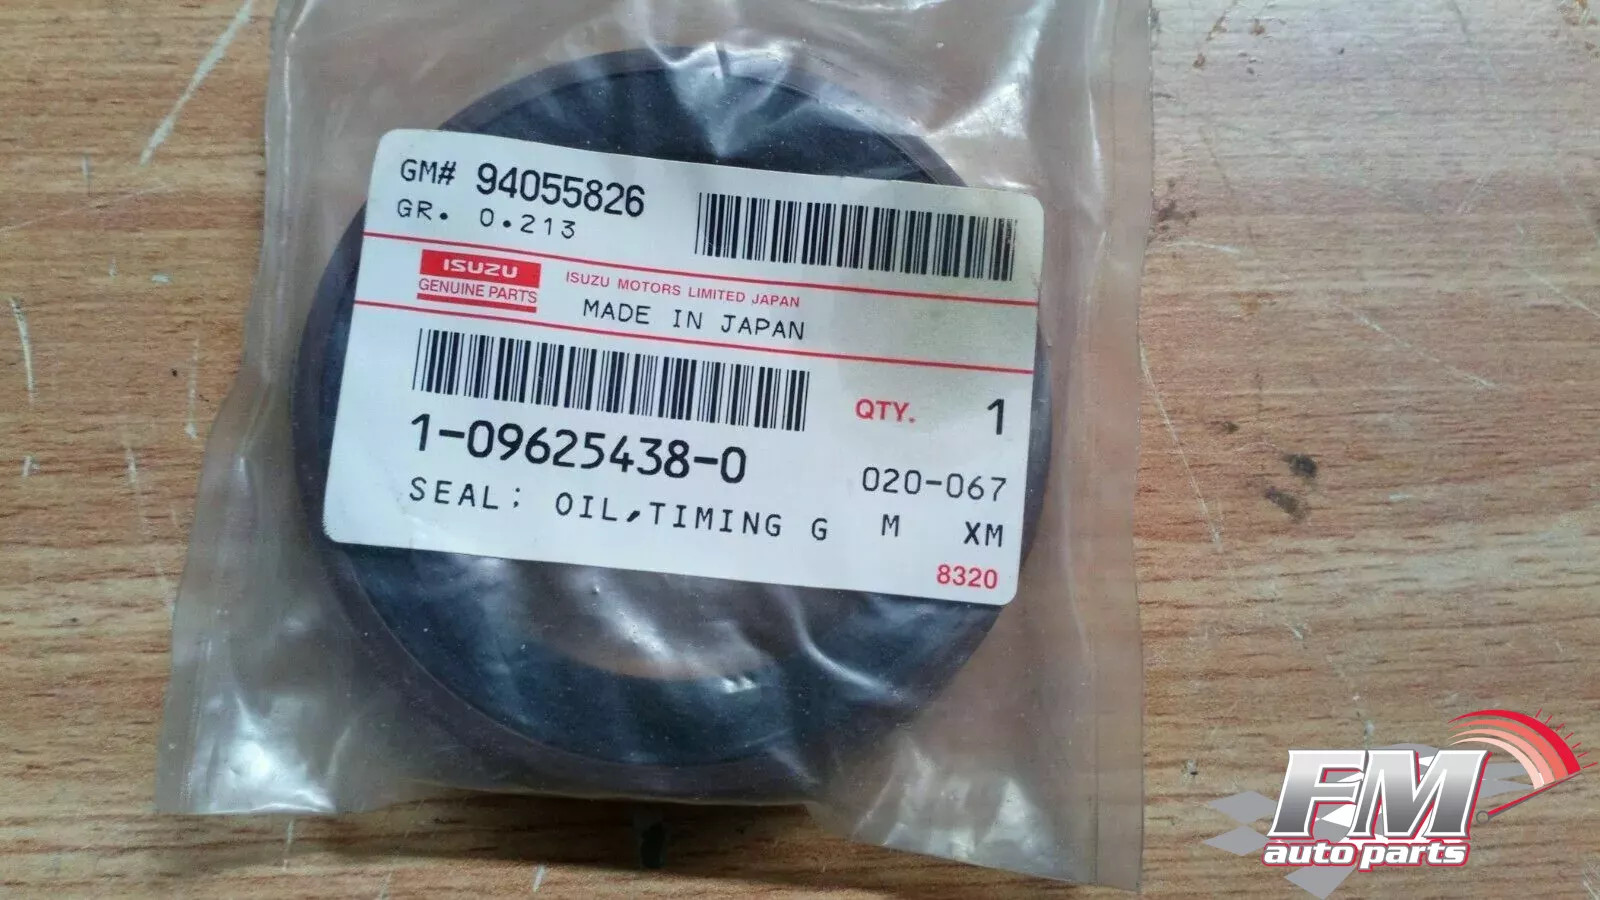 GM# 94055826
GR. 0.213
ISUZU
GENUINE PARTS
ISUZU MOTORS LIMITED JAPAN
MADE IN JAPAN
QTY. 1
1-09625438-0
020-067
SEAL; OIL,TIMING G M XM
8320
FM
auto parts